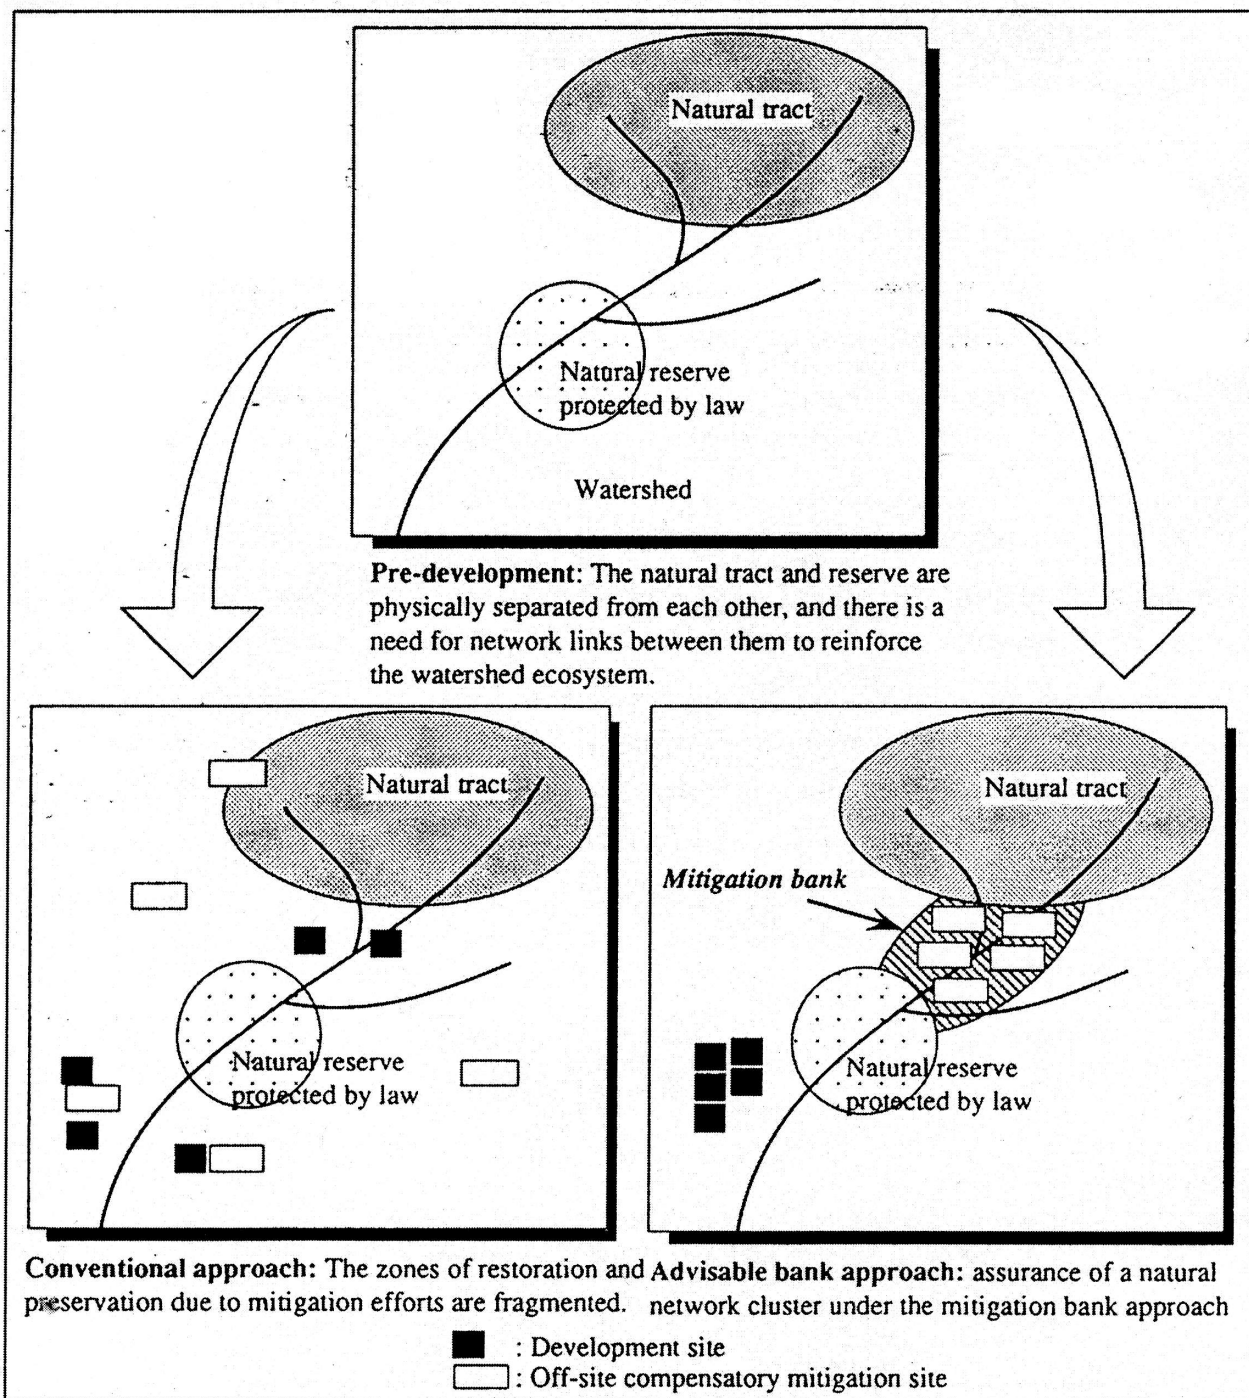 Natural tract
Natural reserve
protected by law
Watershed
Pre-development: The natural tract and reserve are
physically separated from each other, and there is a
need for network links between them to reinforce
the watershed ecosystem.
Natural tract
Natural reserve
protected by law
Natural tract
Mitigation bank
Natural reserve
protected by law
Conventional approach: The zones of restoration and
preservation due to mitigation efforts are fragmented.
Advisable bank approach: assurance of a natural
network cluster under the mitigation bank approach
: Development site
: Off-site compensatory mitigation site